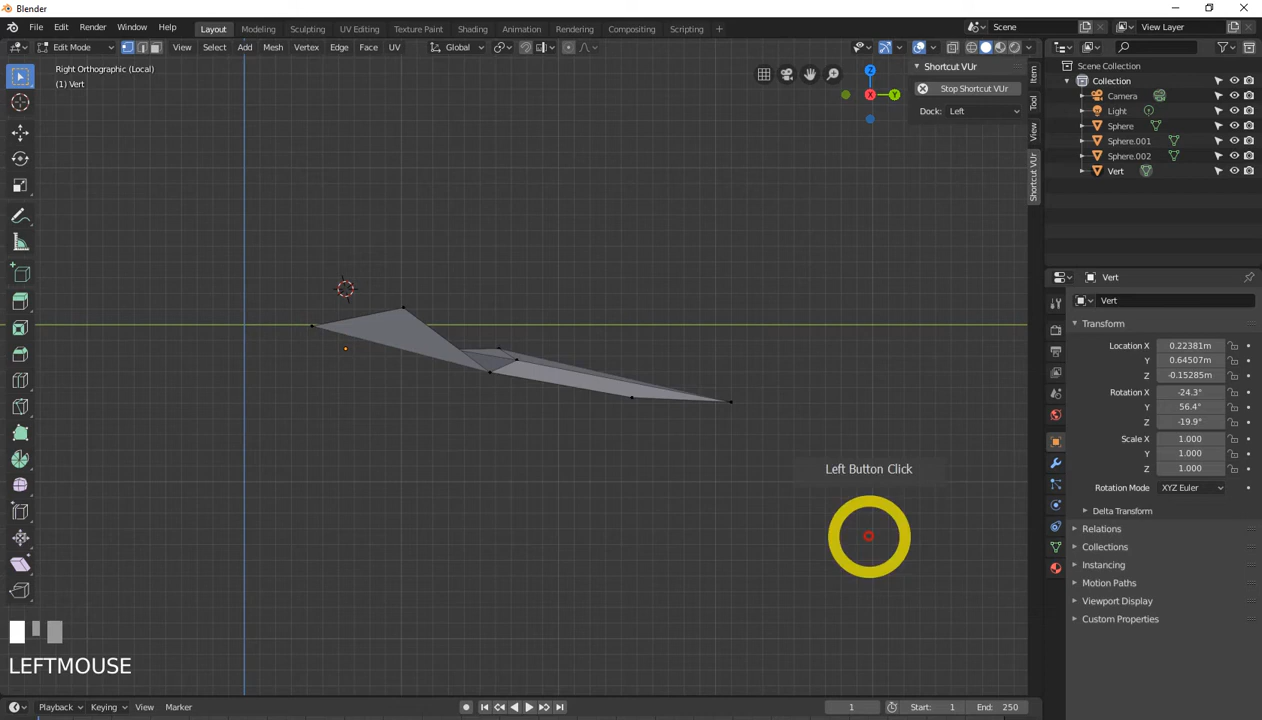 Blender
File Edit Render Window Help
Layout Modeling Sculpting UV Editing Texture Paint Shading Animation Rendering Compositing Scripting
Scene
View Layer
Edit Mode View Select Add Mesh Vertex Edge Face UV
Global
Right Orthographic (Local)
(1) Vert
X
Y
Z
Shortcut VUr
Stop Shortcut VUr
Dock: Left
Item
Tool
View
Shortcut VUr
Scene Collection
Collection
Camera
Light
Sphere
Sphere.001
Sphere.002
Vert
Vert
Vert
Transform
Location X 0.22381m
Y 0.64507m
Z -0.15285m
Rotation X -24.3°
Y 56.4°
Z -19.9°
Scale X 1.000
Y 1.000
Z 1.000
Rotation Mode XYZ Euler
Delta Transform
Relations
Collections
Instancing
Motion Paths
Viewport Display
Custom Properties
Left Button Click
LEFTMOUSE
Playback Keying View Marker
1
Start: 1
End: 250